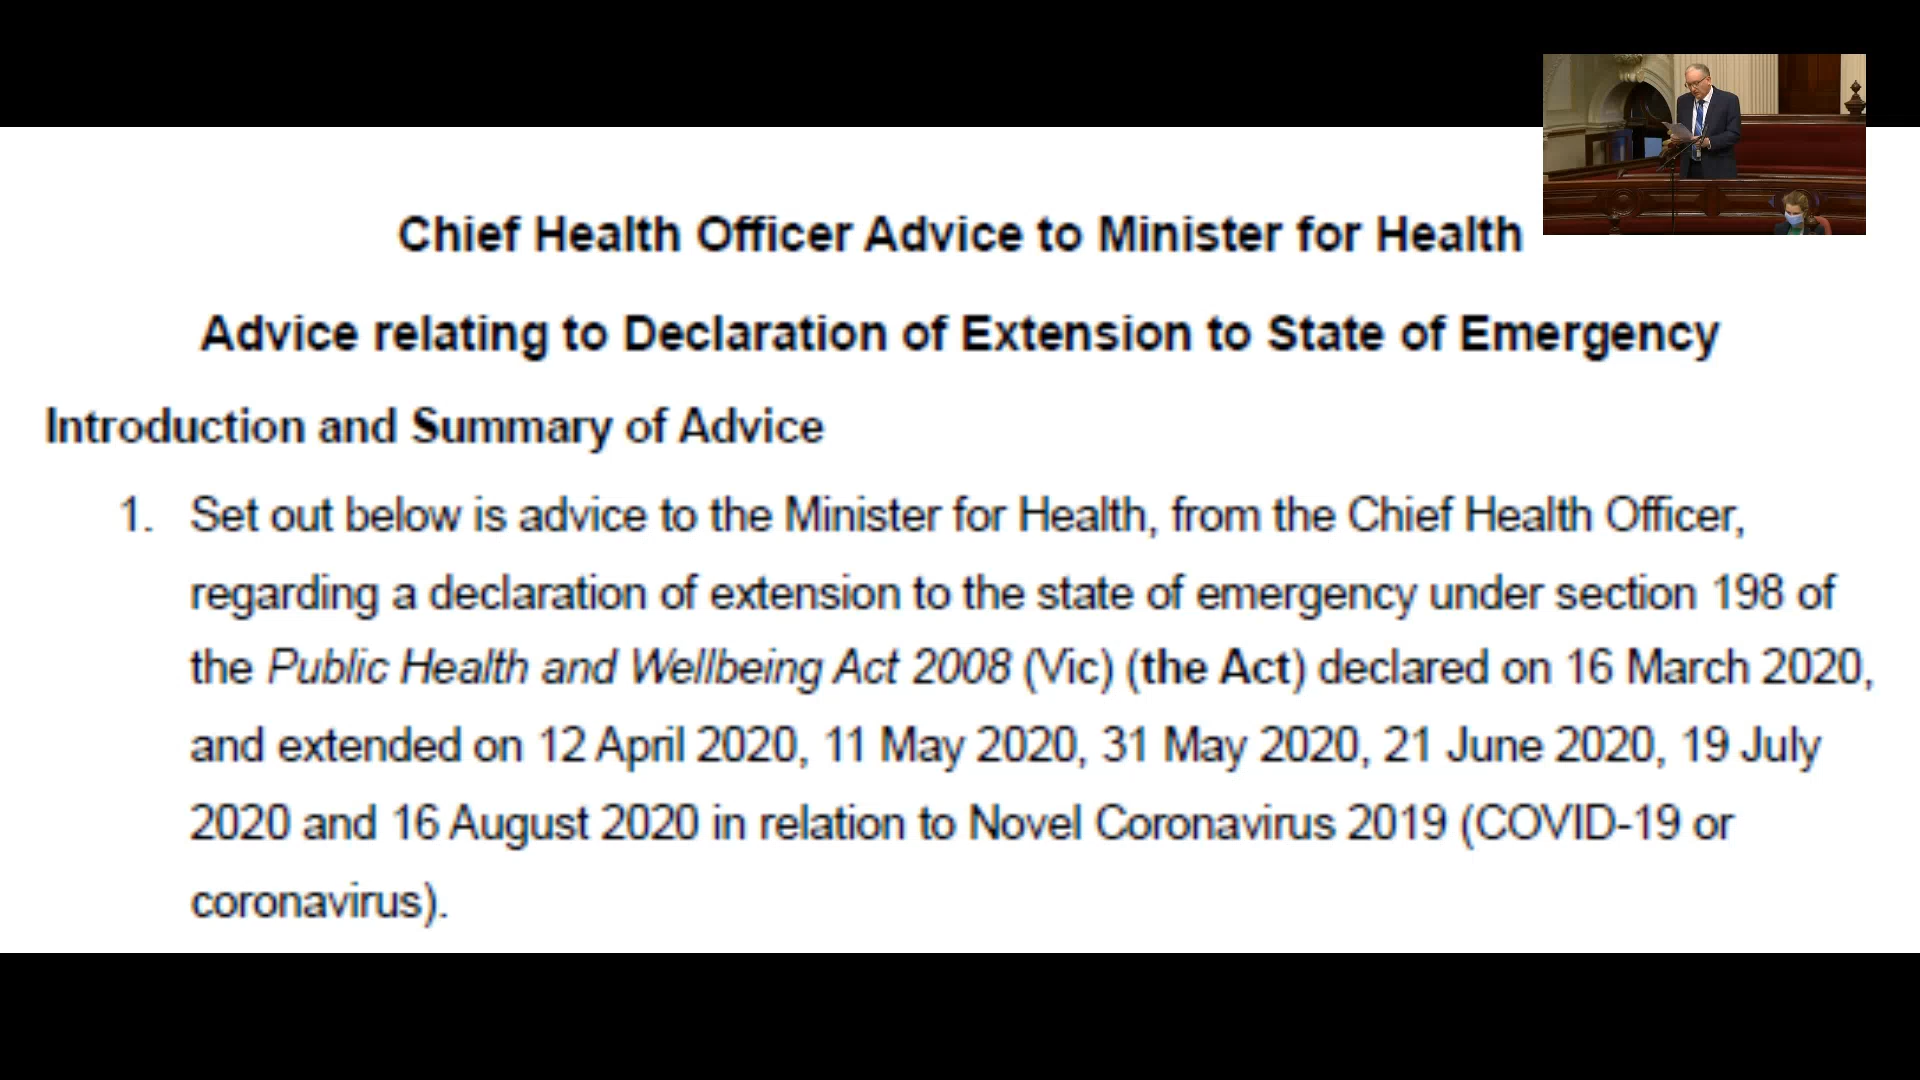 Chief Health Officer Advice to Minister for Health
Advice relating to Declaration of Extension to State of Emergency
Introduction and Summary of Advice
1. Set out below is advice to the Minister for Health, from the Chief Health Officer,
regarding a declaration of extension to the state of emergency under section 198 of
the Public Health and Wellbeing Act 2008 (Vic) (the Act) declared on 16 March 2020,
and extended on 12 April 2020, 11 May 2020, 31 May 2020, 21 June 2020, 19 July
2020 and 16 August 2020 in relation to Novel Coronavirus 2019 (COVID-19 or
coronavirus).